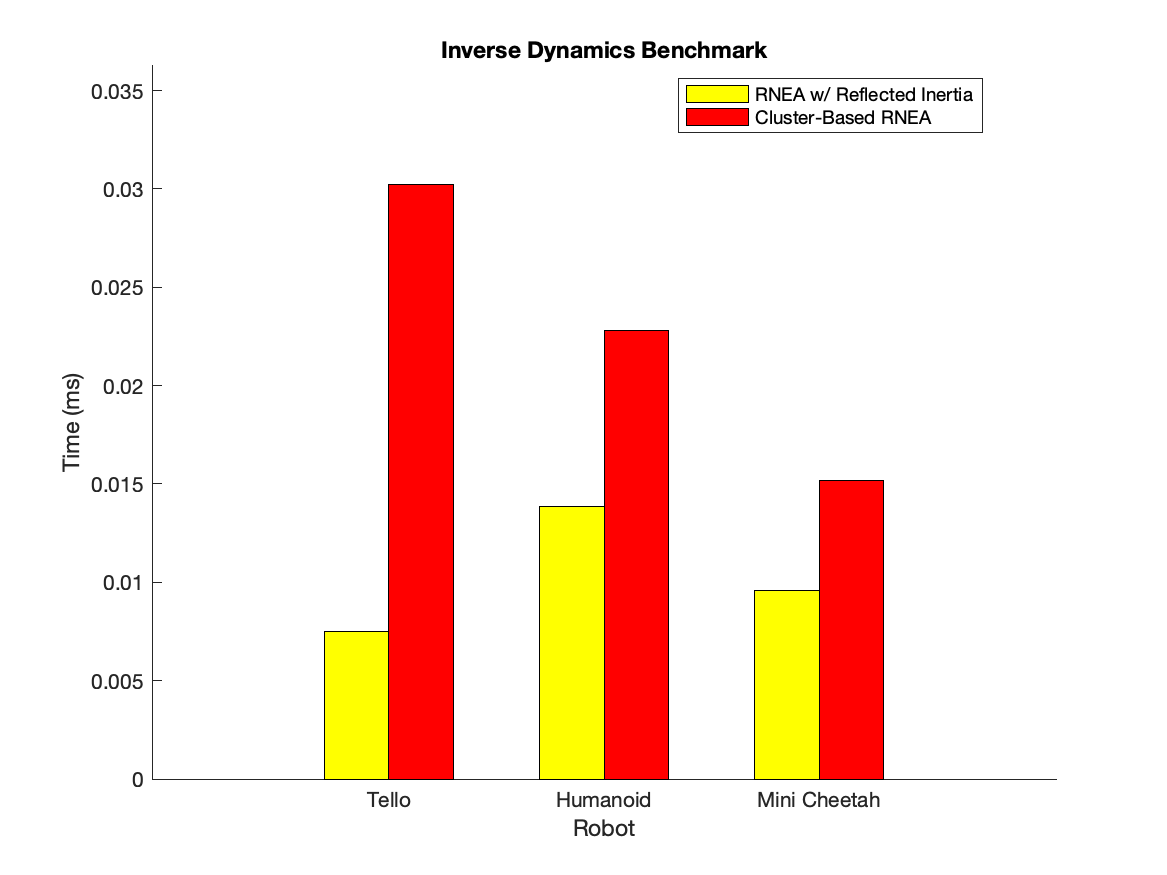 Inverse Dynamics Benchmark
RNEA w/ Reflected Inertia
Cluster-Based RNEA
0.035
0.03
0.025
0.02
0.015
0.01
0.005
0
Time (ms)
Tello Humanoid Mini Cheetah
Robot